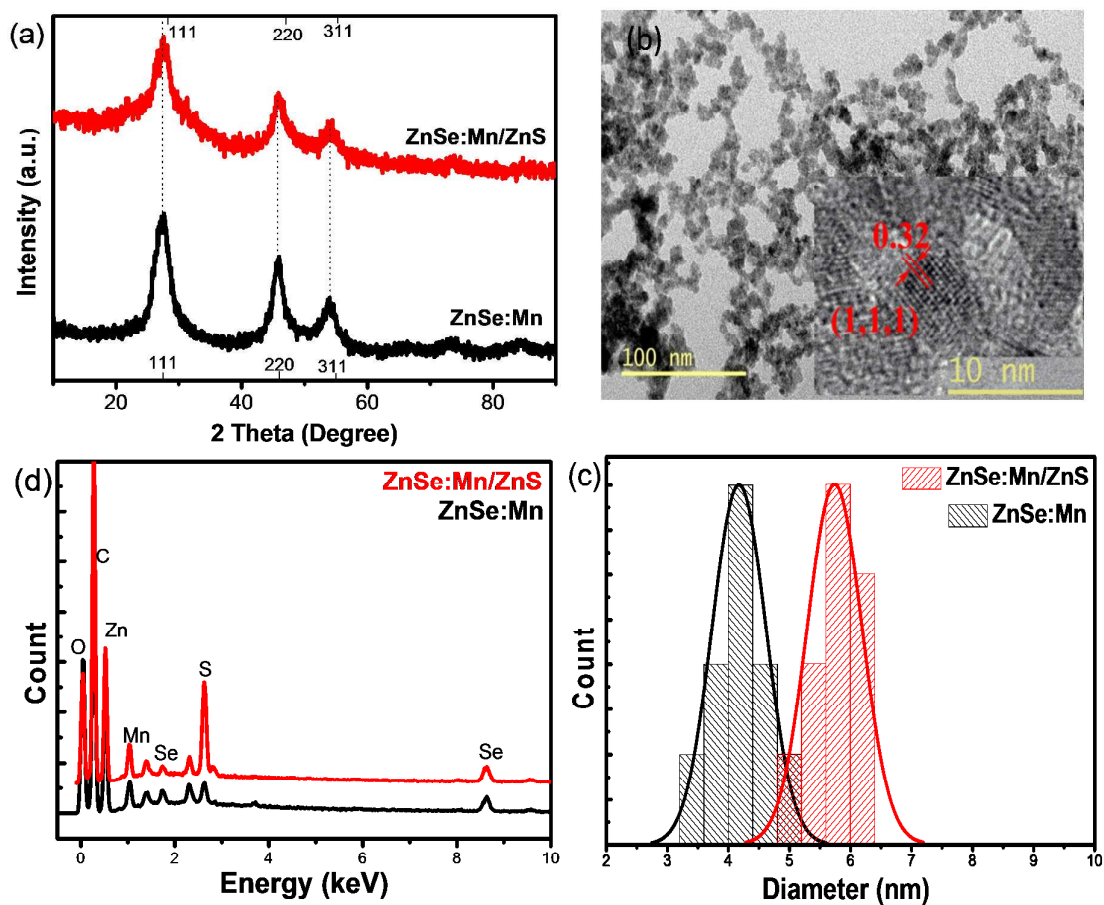 (a)
111 220 311
ZnSe:Mn/ZnS
ZnSe:Mn
111 220 311
20 40 60 80
2 Theta (Degree)
Intensity (a.u.)
(b)
0.32
(1,1,1)
100 nm
10 nm
(d)
ZnSe:Mn/ZnS
ZnSe:Mn
C
O
Zn
Mn
Se
S
Se
0 2 4 6 8 10
Energy (keV)
Count
(c)
ZnSe:Mn/ZnS
ZnSe:Mn
2 3 4 5 6 7 8 9 10
Diameter (nm)
Count